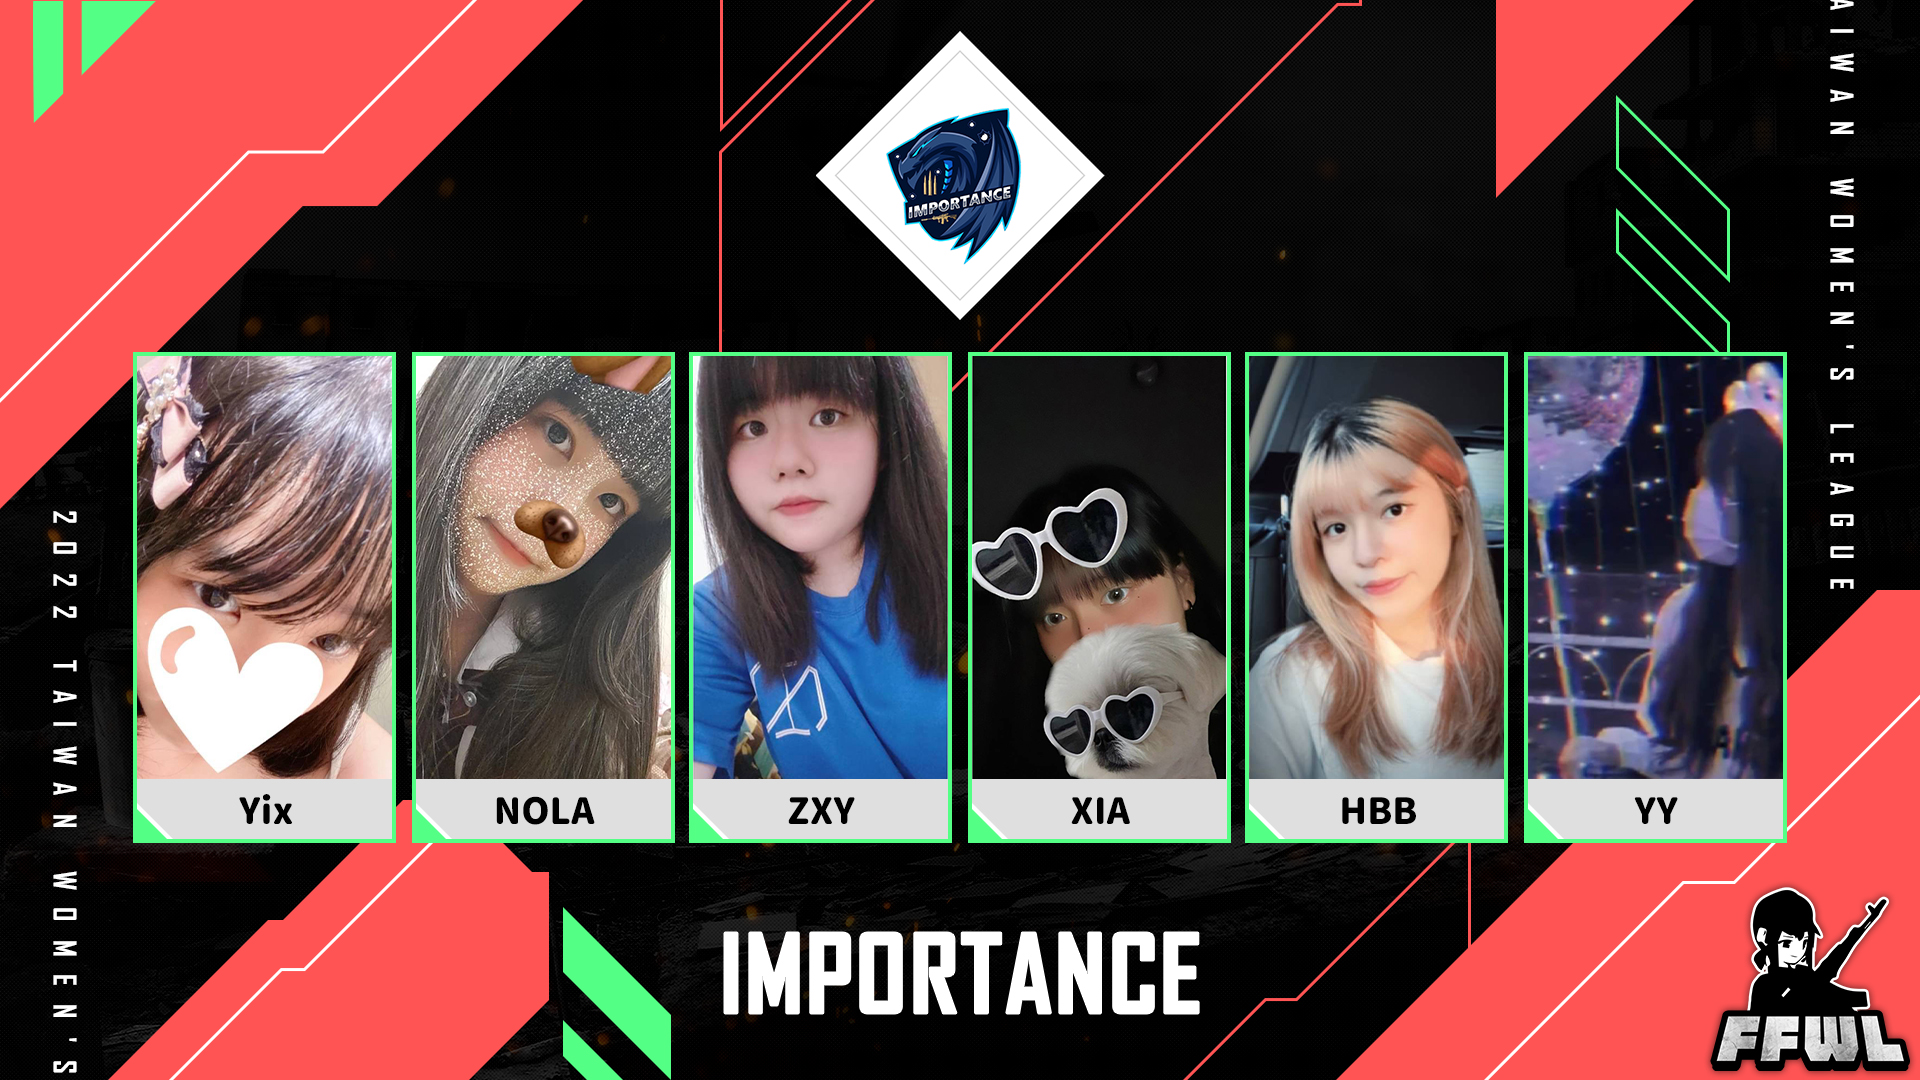 AIWAN WOMEN'S LEAGUE
IMPORTANCE
2022 TAIWAN WOMEN'S
Yix
NOLA
ZXY
XIA
HBB
YY
IMPORTANCE
FFWL